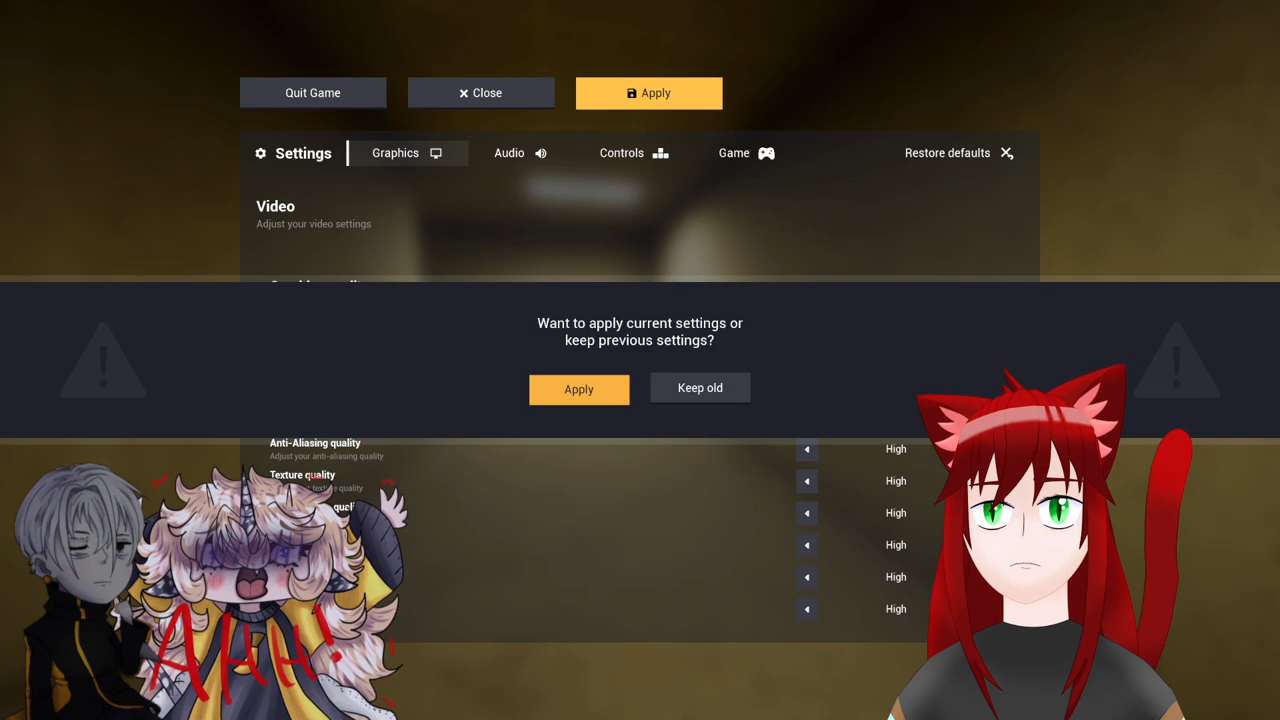 Quit Game
Close
Apply
Settings
Graphics
Audio
Controls
Game
Restore defaults
Video
Adjust your video settings
Want to apply current settings or
keep previous settings?
Apply
Keep old
Anti-Aliasing quality
Adjust your anti-aliasing quality
High
Texture quality
texture quality
High
High
High
High
High
AHH!